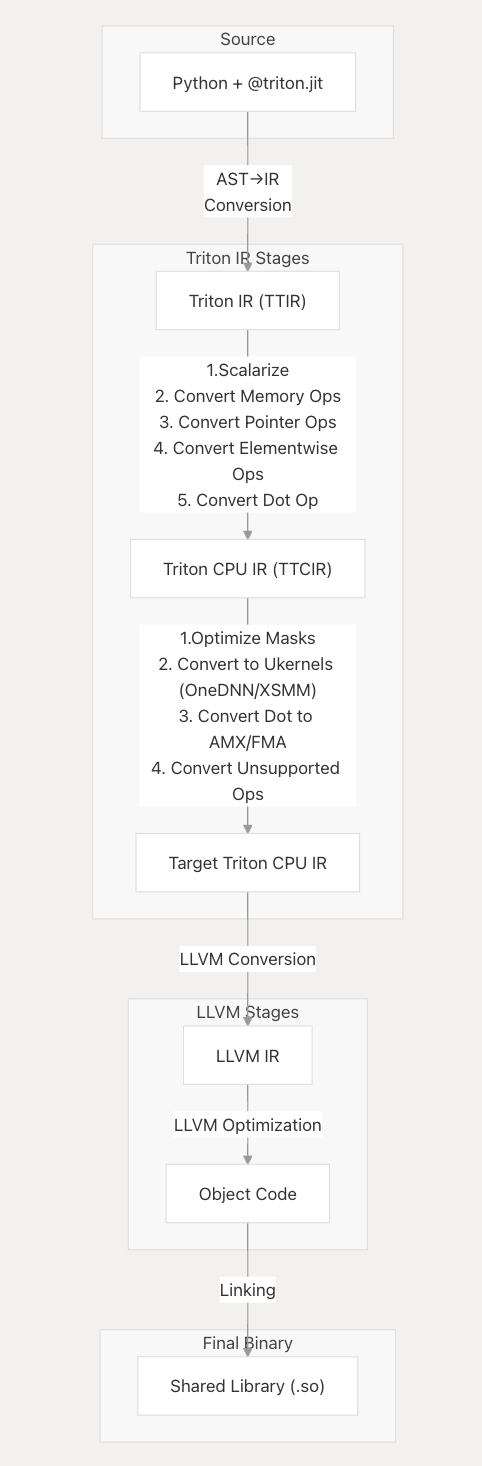 Source
Python + @triton.jit
AST→IR
Conversion
Triton IR Stages
Triton IR (TTIR)
1.Scalarize
2. Convert Memory Ops
3. Convert Pointer Ops
4. Convert Elementwise
Ops
5. Convert Dot Op
Triton CPU IR (TTCIR)
1.Optimize Masks
2. Convert to Ukernels
(OneDNN/XSMM)
3. Convert Dot to
AMX/FMA
4. Convert Unsupported
Ops
Target Triton CPU IR
LLVM Conversion
LLVM Stages
LLVM IR
LLVM Optimization
Object Code
Linking
Final Binary
Shared Library (.so)